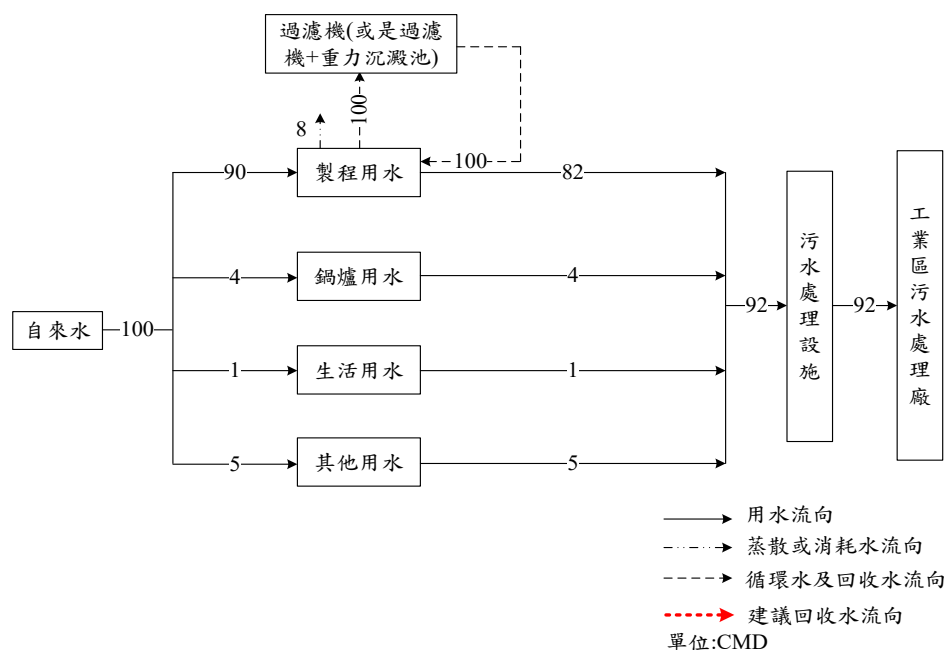 過濾機(或是過濾
機+重力沉澱池)
8
100
100
90
製程用水
82
4
鍋爐用水
4
自來水
100
1
生活用水
1
5
其他用水
5
92
污水處理設施
92
工業區污水處理廠
用水流向
蒸散或消耗水流向
循環水及回收水流向
建議回收水流向
單位:CMD